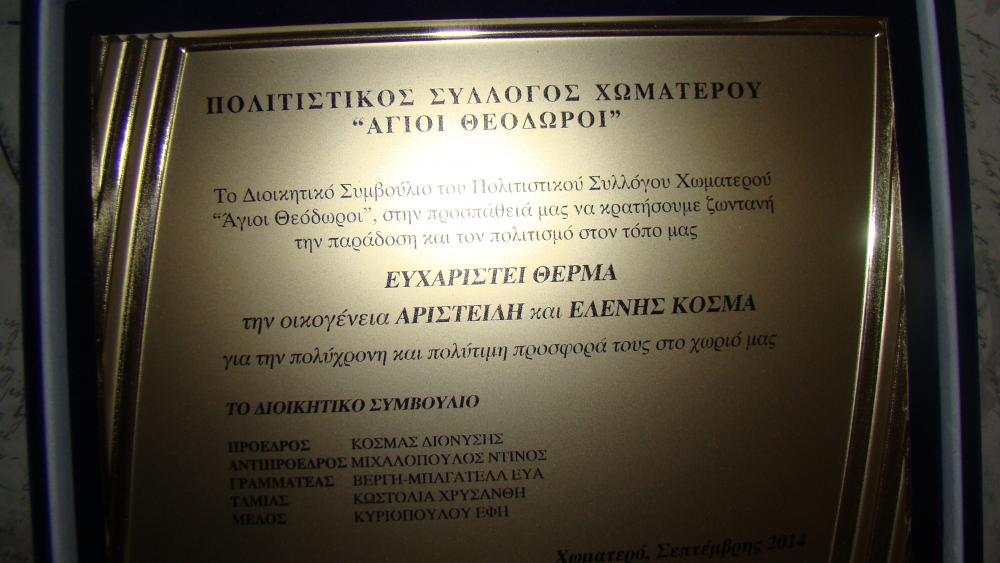 ΠΟΛΙΤΙΣΤΙΚΟΣ ΣΥΛΛΟΓΟΣ ΧΩΜΑΤΕΡΟΥ
“ΑΓΙΟΙ ΘΕΟΔΩΡΟΙ”
Το Διοικητικό Συμβούλιο του Πολιτιστικού Συλλόγου Χωματερού
“Άγιοι Θεόδωροι”, στην προσπάθειά μας να κρατήσουμε ζωντανή
την παράδοση και τον πολιτισμό στον τόπο μας
ΕΥΧΑΡΙΣΤΕΙ ΘΕΡΜΑ
την οικογένεια ΑΡΙΣΤΕΙΔΗ και ΕΛΕΝΗΣ ΚΟΣΜΑ
για την πολύχρονη και πολύτιμη προσφορά τους στο χωριό μας
ΤΟ ΔΙΟΙΚΗΤΙΚΟ ΣΥΜΒΟΥΛΙΟ
ΠΡΟΕΔΡΟΣ ΚΟΣΜΑΣ ΔΙΟΝΥΣΗΣ
ΑΝΤΙΠΡΟΕΔΡΟΣ ΜΙΧΑΛΟΠΟΥΛΟΣ ΝΤΙΝΟΣ
ΓΡΑΜΜΑΤΕΑΣ ΒΕΡΓΗ-ΜΠΑΓΑΤΕΛΑ ΕΥΑ
ΤΑΜΙΑΣ ΚΩΣΤΟΛΙΑ ΧΡΥΣΑΝΘΗ
ΜΕΛΟΣ ΚΥΡΙΟΠΟΥΛΟΥ ΕΦΗ
Χωματερό, Σεπτέμβρης 2014